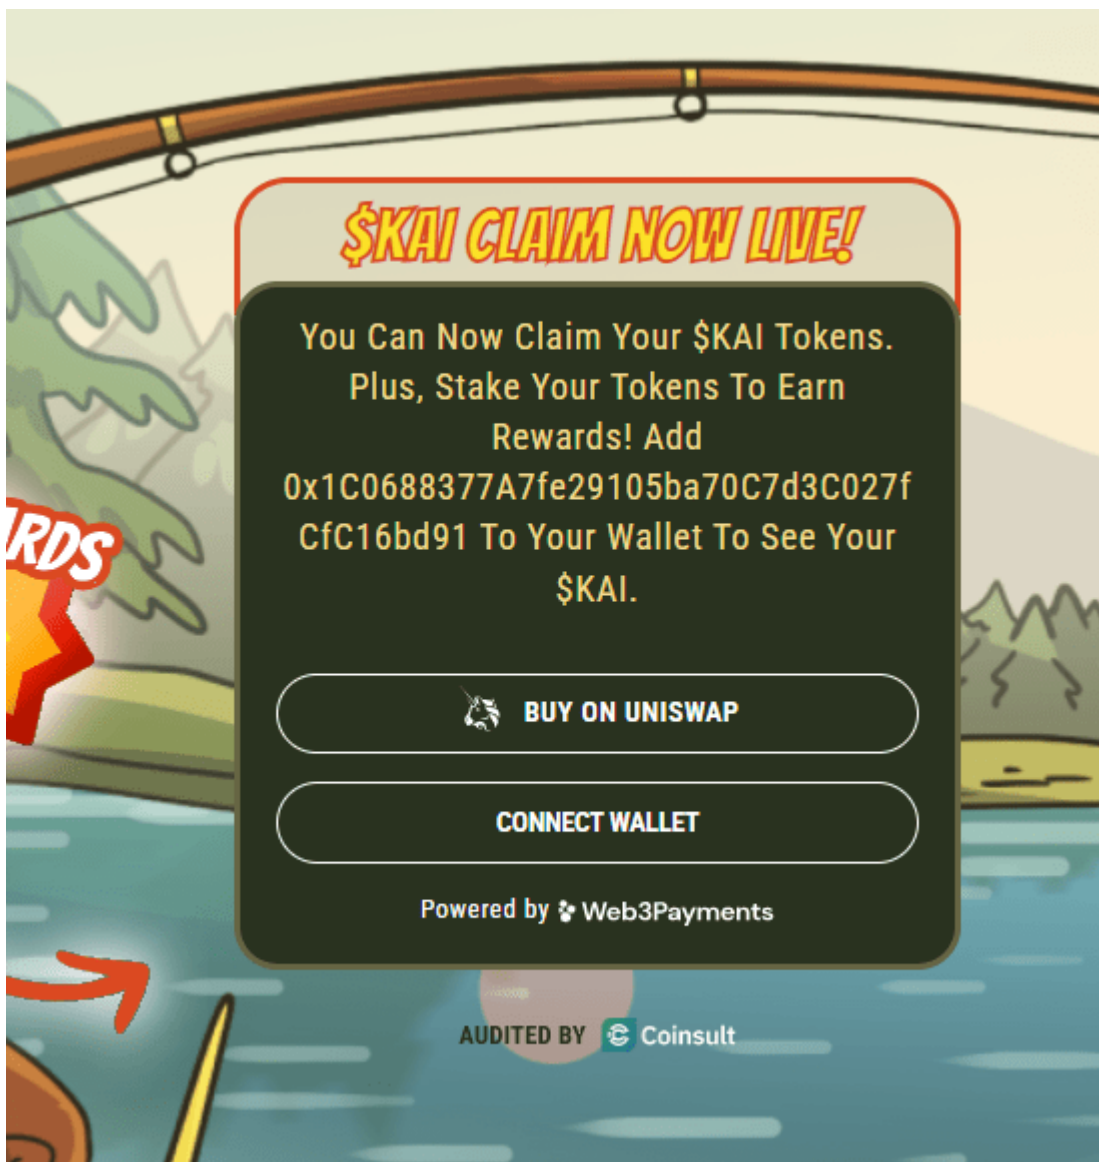 $KAI CLAIM NOW LIVE!
You Can Now Claim Your $KAI Tokens.
Plus, Stake Your Tokens To Earn
Rewards! Add
0x1C0688377A7fe29105ba70C7d3C027f
CfC16bd91 To Your Wallet To See Your
$KAI.
ARDS
BUY ON UNISWAP
CONNECT WALLET
Powered by Web3Payments
AUDITED BY Coinsult